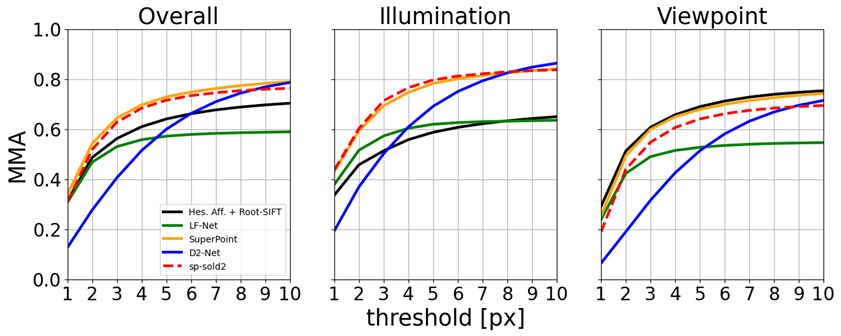 Overall Illumination Viewpoint
1.0
0.8
0.6
0.4
0.2
0.0
MMA
Hes. Aff. + Root-SIFT
LF-Net
SuperPoint
D2-Net
sp-sold2
1 2 3 4 5 6 7 8 9 10 1 2 3 4 5 6 7 8 9 10 1 2 3 4 5 6 7 8 9 10
threshold [px]